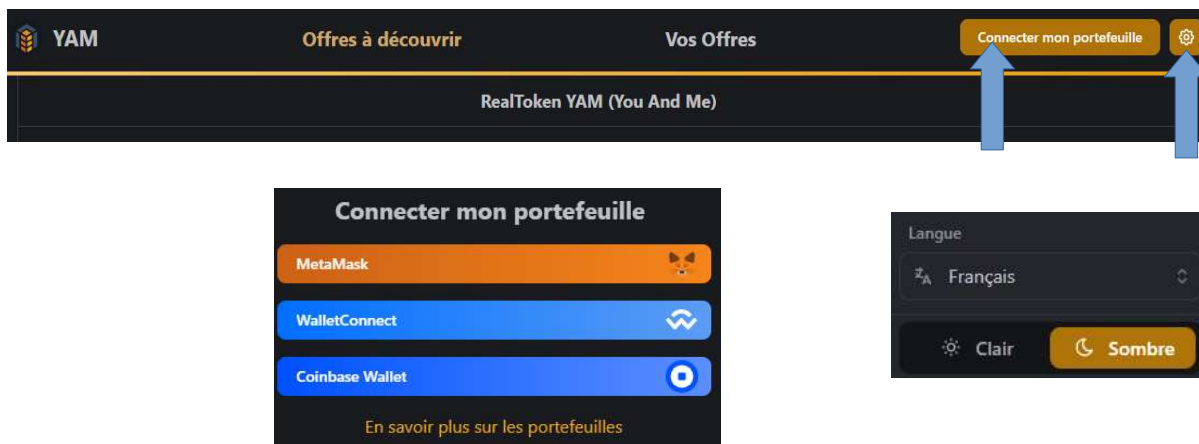 YAM Offres à découvrir Vos Offres Connecter mon portefeuille
RealToken YAM (You And Me)
Connecter mon portefeuille
MetaMask
WalletConnect
Coinbase Wallet
En savoir plus sur les portefeuilles
Langue
Français
Clair Sombre